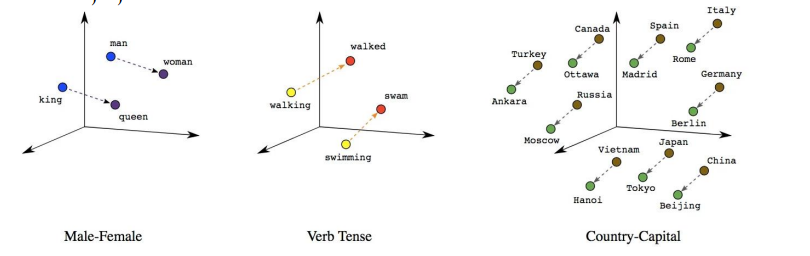 man
woman
king
queen
Male-Female
walked
walking
swam
swimming
Verb Tense
Italy
Canada
Spain
Rome
Turkey
Ottawa
Madrid
Germany
Ankara
Russia
Berlin
Moscow
Japan
Vietnam
China
Tokyo
Hanoi
Beijing
Country-Capital